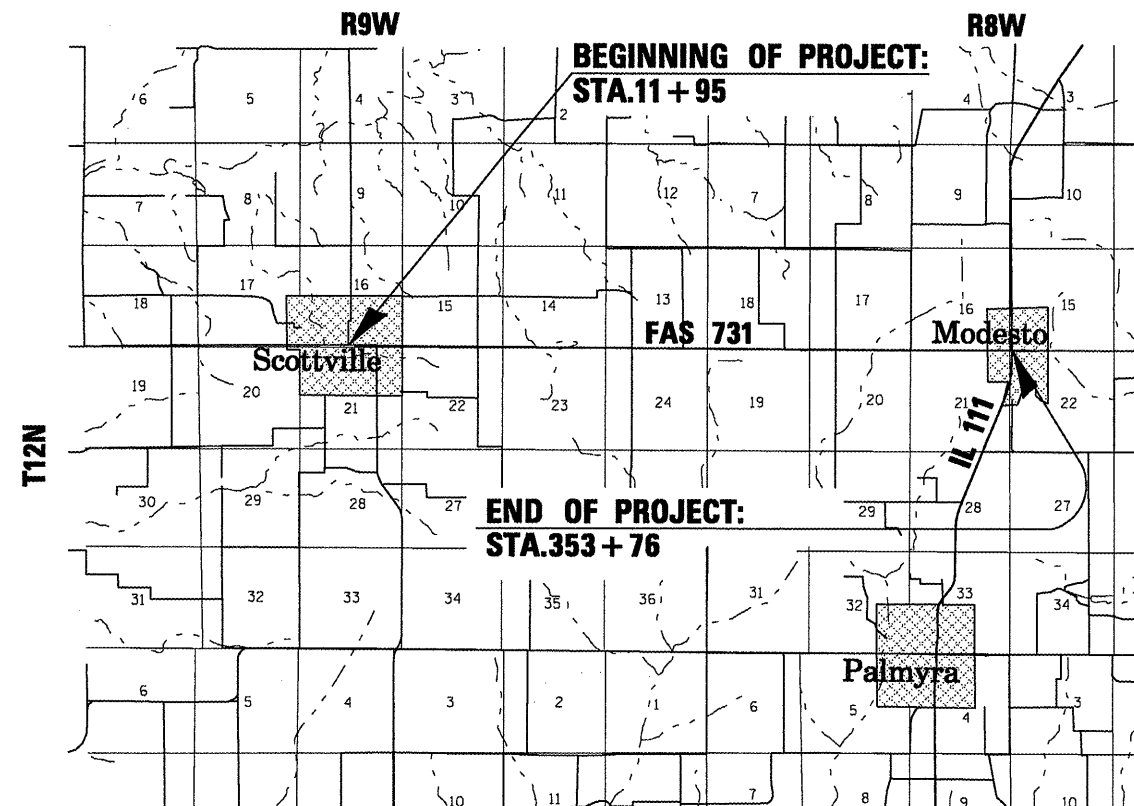 R9W
R8W
BEGINNING OF PROJECT:
STA.11+95
6 5 4 3 2 4 3
7 8 9 10 11 12 7 8 9 10
18 17 16 15 14 13 18 17 16 15
FAS 731
Modesto
Scottville
19 20 21 22 23 24 19 20 21 22
T12N
IL 111
30 29 28 27 29 28 27
END OF PROJECT:
STA.353+76
31 32 33 34 35 36 31 32 33 34
Palmyra
6 5 4 3 2 1 6 5 4 3
10 11 7 8 9 10